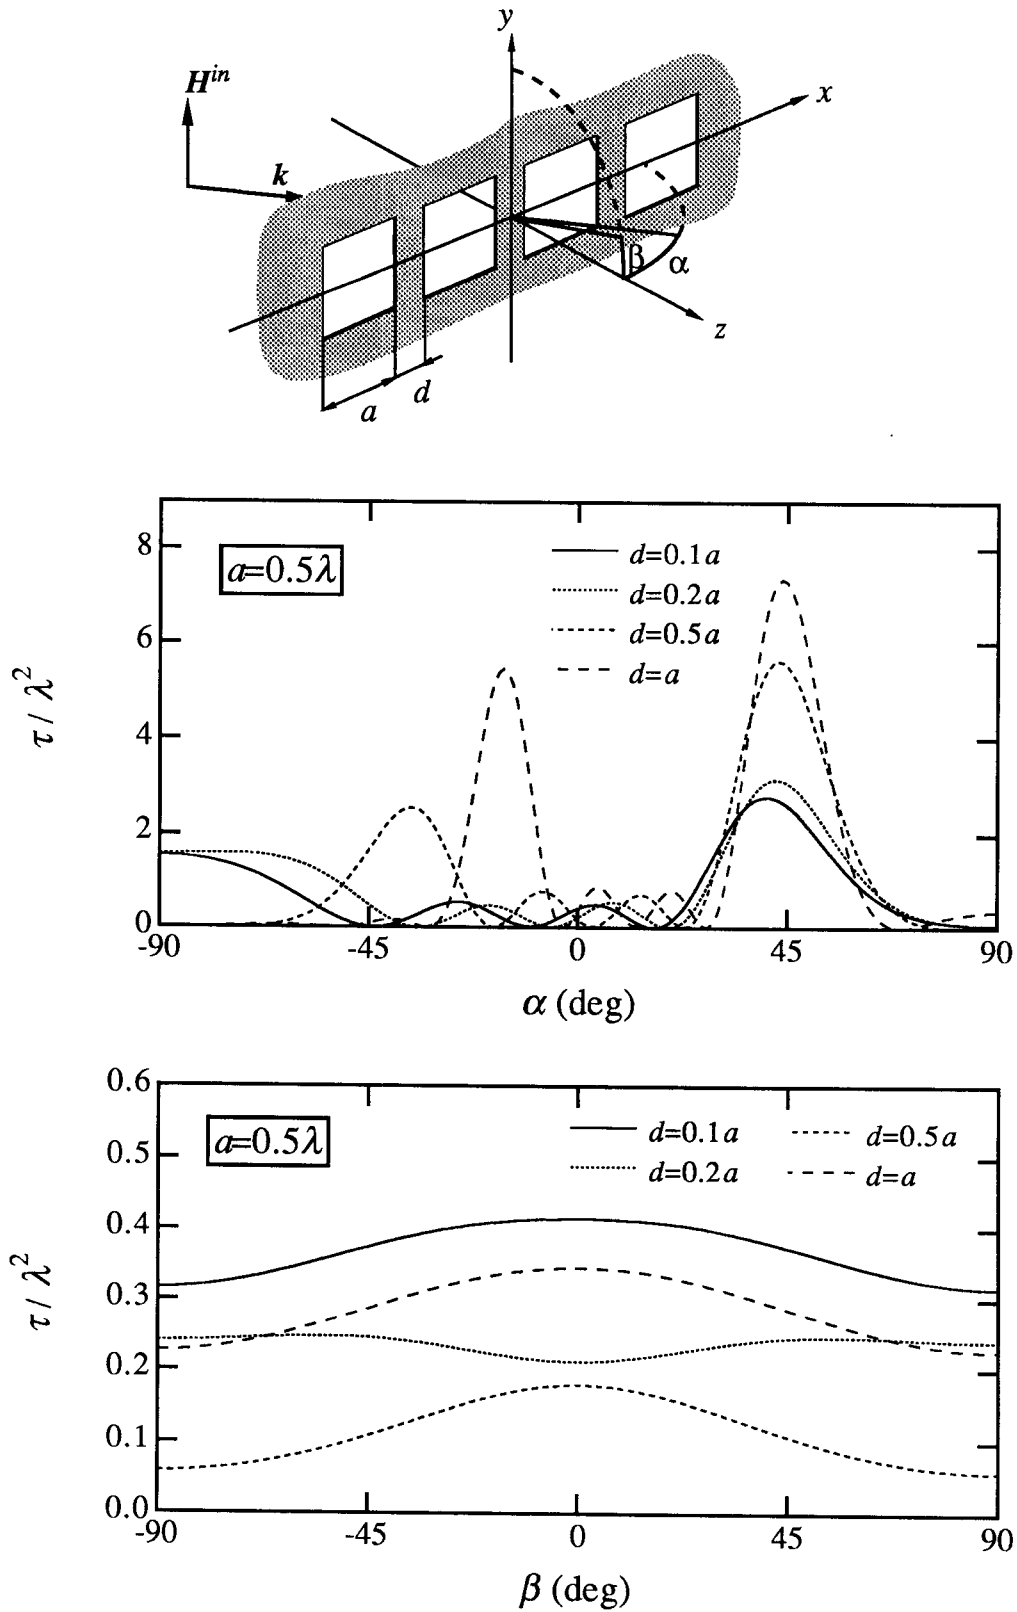 y
H^in
x
k
β α
z
d
a
8
a=0.5λ
d=0.1a
d=0.2a
6
d=0.5a
d=a
τ / λ²
4
2
0
-90 -45 0 45 90
α (deg)
0.6
a=0.5λ
d=0.1a d=0.5a
0.5
d=0.2a d=a
0.4
τ / λ²
0.3
0.2
0.1
0.0
-90 -45 0 45 90
β (deg)